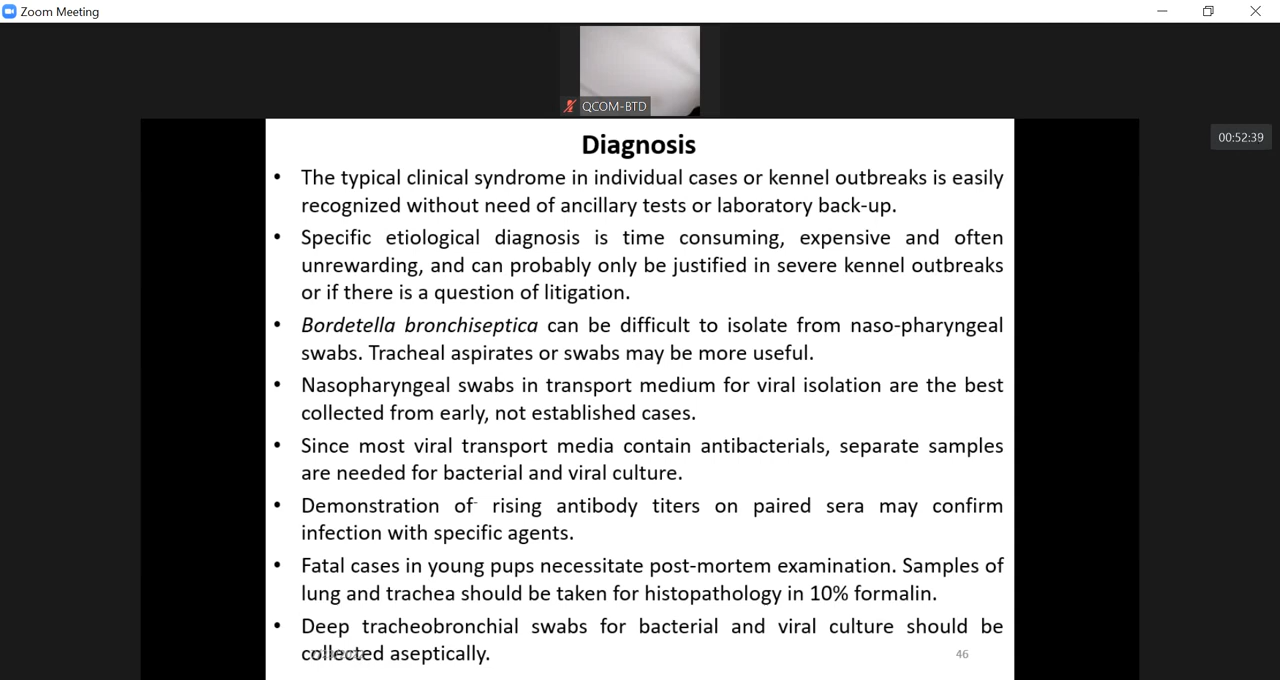 Zoom Meeting
QCOM-BTD
00:52:39
Diagnosis
• The typical clinical syndrome in individual cases or kennel outbreaks is easily
recognized without need of ancillary tests or laboratory back-up.
• Specific etiological diagnosis is time consuming, expensive and often
unrewarding, and can probably only be justified in severe kennel outbreaks
or if there is a question of litigation.
• Bordetella bronchiseptica can be difficult to isolate from naso-pharyngeal
swabs. Tracheal aspirates or swabs may be more useful.
• Nasopharyngeal swabs in transport medium for viral isolation are the best
collected from early, not established cases.
• Since most viral transport media contain antibacterials, separate samples
are needed for bacterial and viral culture.
• Demonstration of rising antibody titers on paired sera may confirm
infection with specific agents.
• Fatal cases in young pups necessitate post-mortem examination. Samples of
lung and trachea should be taken for histopathology in 10% formalin.
• Deep tracheobronchial swabs for bacterial and viral culture should be
collected aseptically.
46